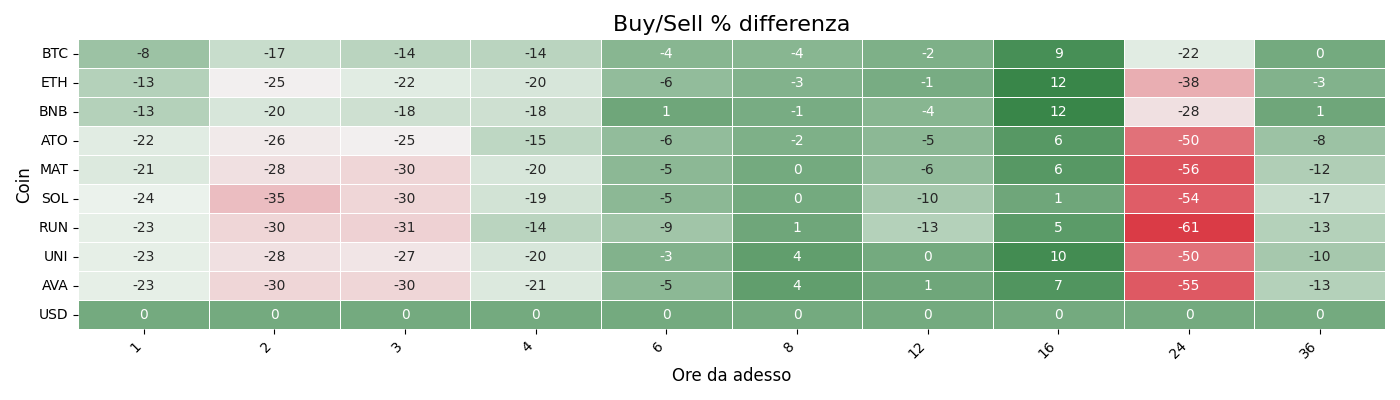 Buy/Sell % differenza
Coin
BTC -8 -17 -14 -14 -4 -4 -2 9 -22 0
ETH -13 -25 -22 -20 -6 -3 -1 12 -38 -3
BNB -13 -20 -18 -18 1 -1 -4 12 -28 1
ATO -22 -26 -25 -15 -6 -2 -5 6 -50 -8
MAT -21 -28 -30 -20 -5 0 -6 6 -56 -12
SOL -24 -35 -30 -19 -5 0 -10 1 -54 -17
RUN -23 -30 -31 -14 -9 1 -13 5 -61 -13
UNI -23 -28 -27 -20 -3 4 0 10 -50 -10
AVA -23 -30 -30 -21 -5 4 1 7 -55 -13
USD 0 0 0 0 0 0 0 0 0 0
1 2 3 4 6 8 12 16 24 36
Ore da adesso